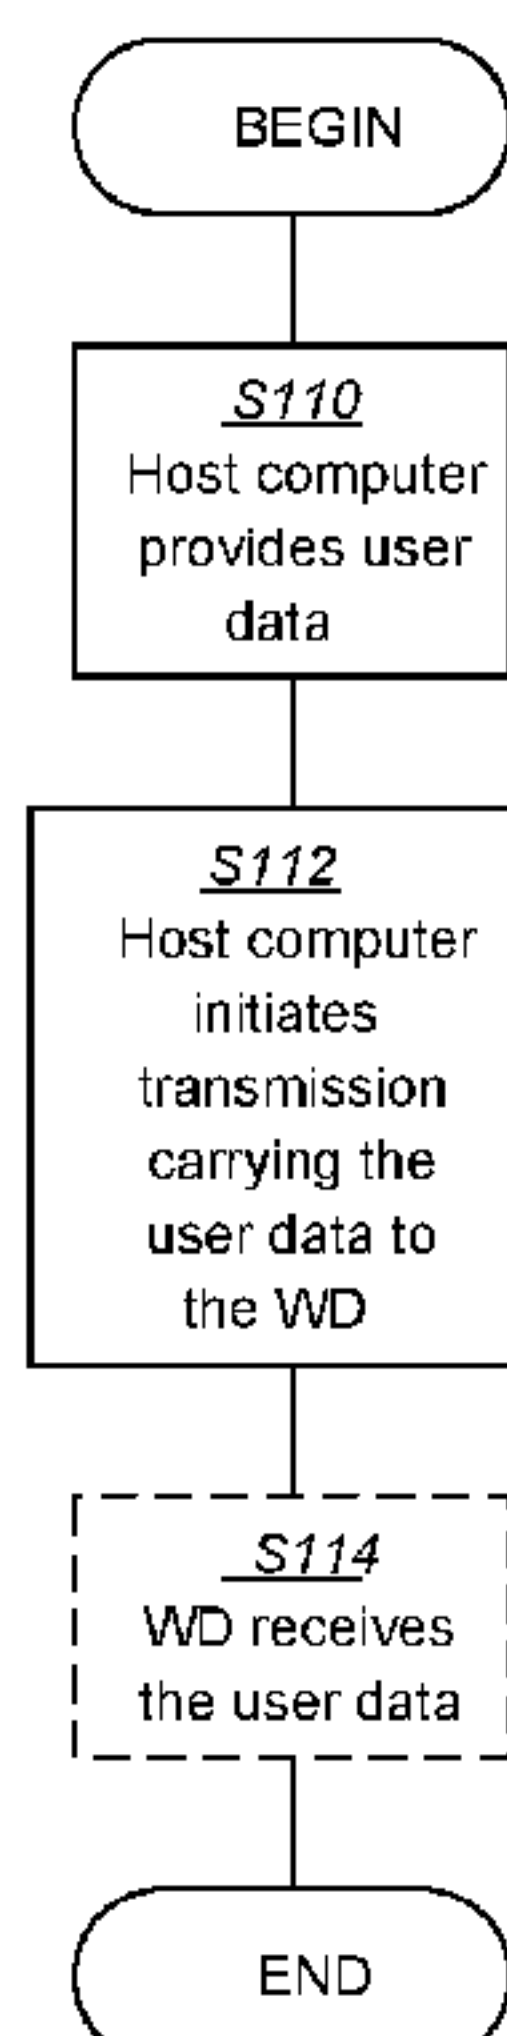 BEGIN
S110
Host computer
provides user
data
S112
Host computer
initiates
transmission
carrying the
user data to
the WD
S114
WD receives
the user data
END